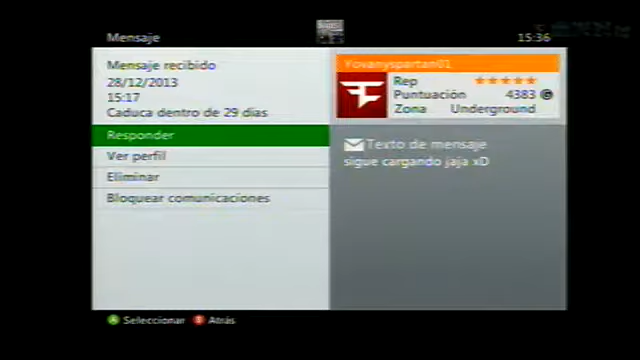 Mensaje
15:36
Mensaje recibido
28/12/2013
15:17
Caduca dentro de 29 días
Responder
Ver perfil
Eliminar
Bloquear comunicaciones
Yovanyspartan01
Rep
Puntuación 4383 G
Zona Underground
Texto de mensaje
sigue cargando jaja xD
A Seleccionar B Atrás